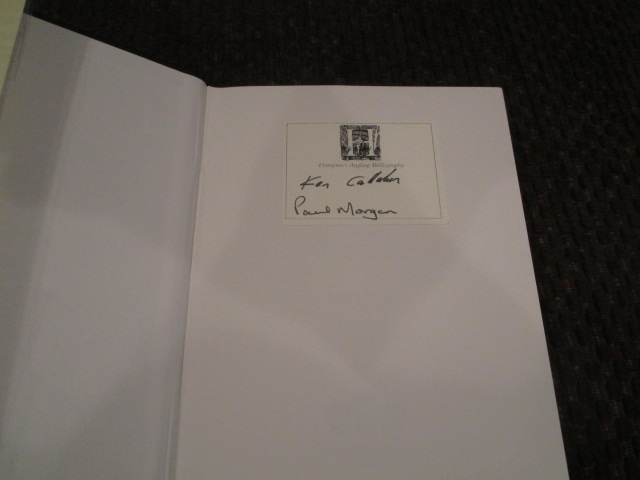 H
Hampton's Angling Bibliography
Ken Callahan
Paul Morgan